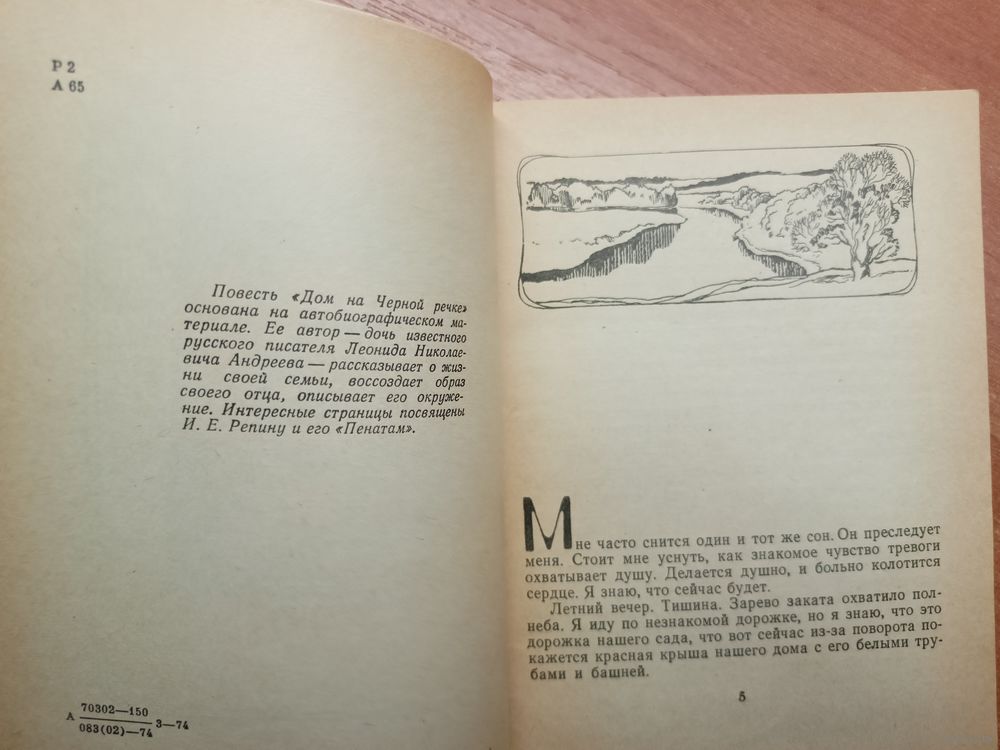 Р 2
А 65
Повесть «Дом на Черной речке»
основана на автобиографическом ма-
териале. Ее автор — дочь известного
русского писателя Леонида Николае-
вича Андреева — рассказывает о жиз-
ни своей семьи, воссоздает образ
своего отца, описывает его окруже-
ние. Интересные страницы посвящены
И. Е. Репину и его «Пенатам».
А 70302—150
083(02)—74 3—74
Мне часто снится один и тот же сон. Он преследует
меня. Стоит мне уснуть, как знакомое чувство тревоги
охватывает душу. Делается душно, и больно колотится
сердце. Я знаю, что сейчас будет.
Летний вечер. Тишина. Зарево заката охватило пол-
неба. Я иду по незнакомой дорожке, но я знаю, что это
дорожка нашего сада, что вот сейчас из-за поворота по-
кажется красная крыша нашего дома с его белыми тру-
бами и башней.
5